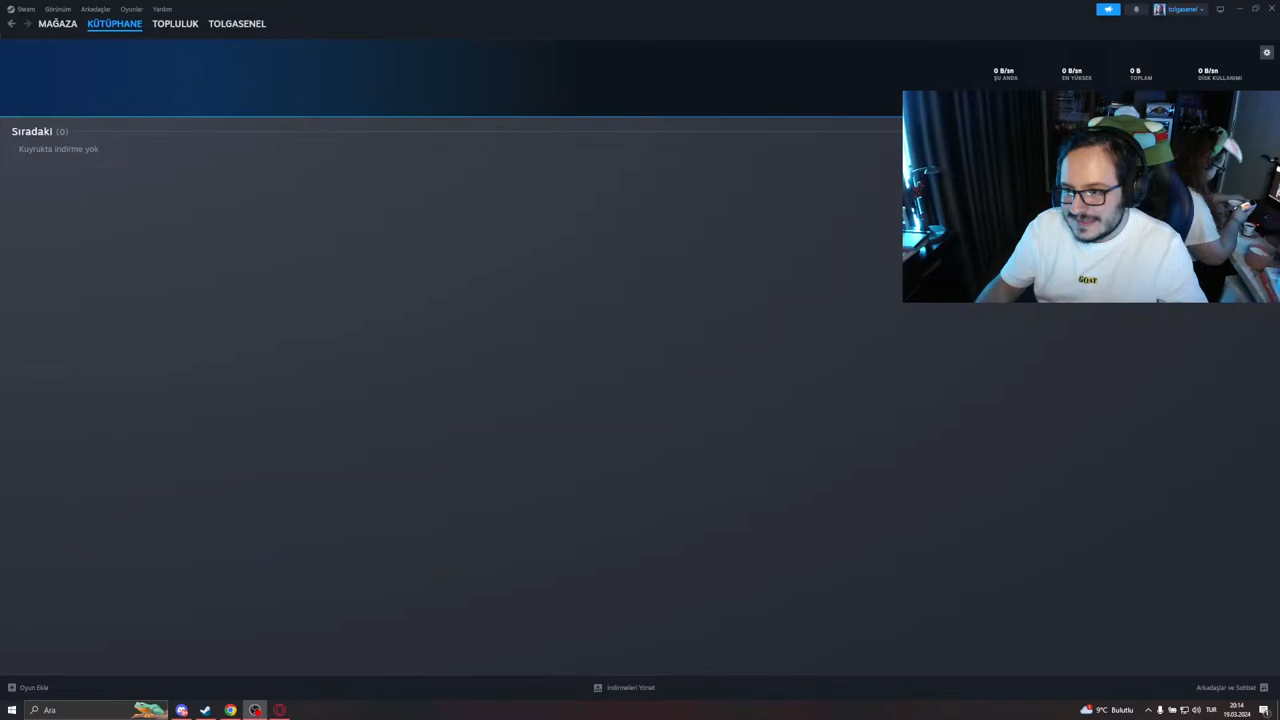 Steam Görünüm Arkadaşlar Oyunlar Yardım
tolgasenel
MAĞAZA KÜTÜPHANE TOPLULUK TOLGASENEL
0 B/sn 0 B/sn 0 B 0 B/sn
ŞU ANDA EN YÜKSEK TOPLAM DİSK KULLANIMI
Sıradaki (0)
Kuyrukta indirme yok
GOAT
Oyun Ekle
İndirmeleri Yönet
Arkadaşlar ve Sohbet
Ara
9°C Bulutlu
TUR
20:14
19.03.2024